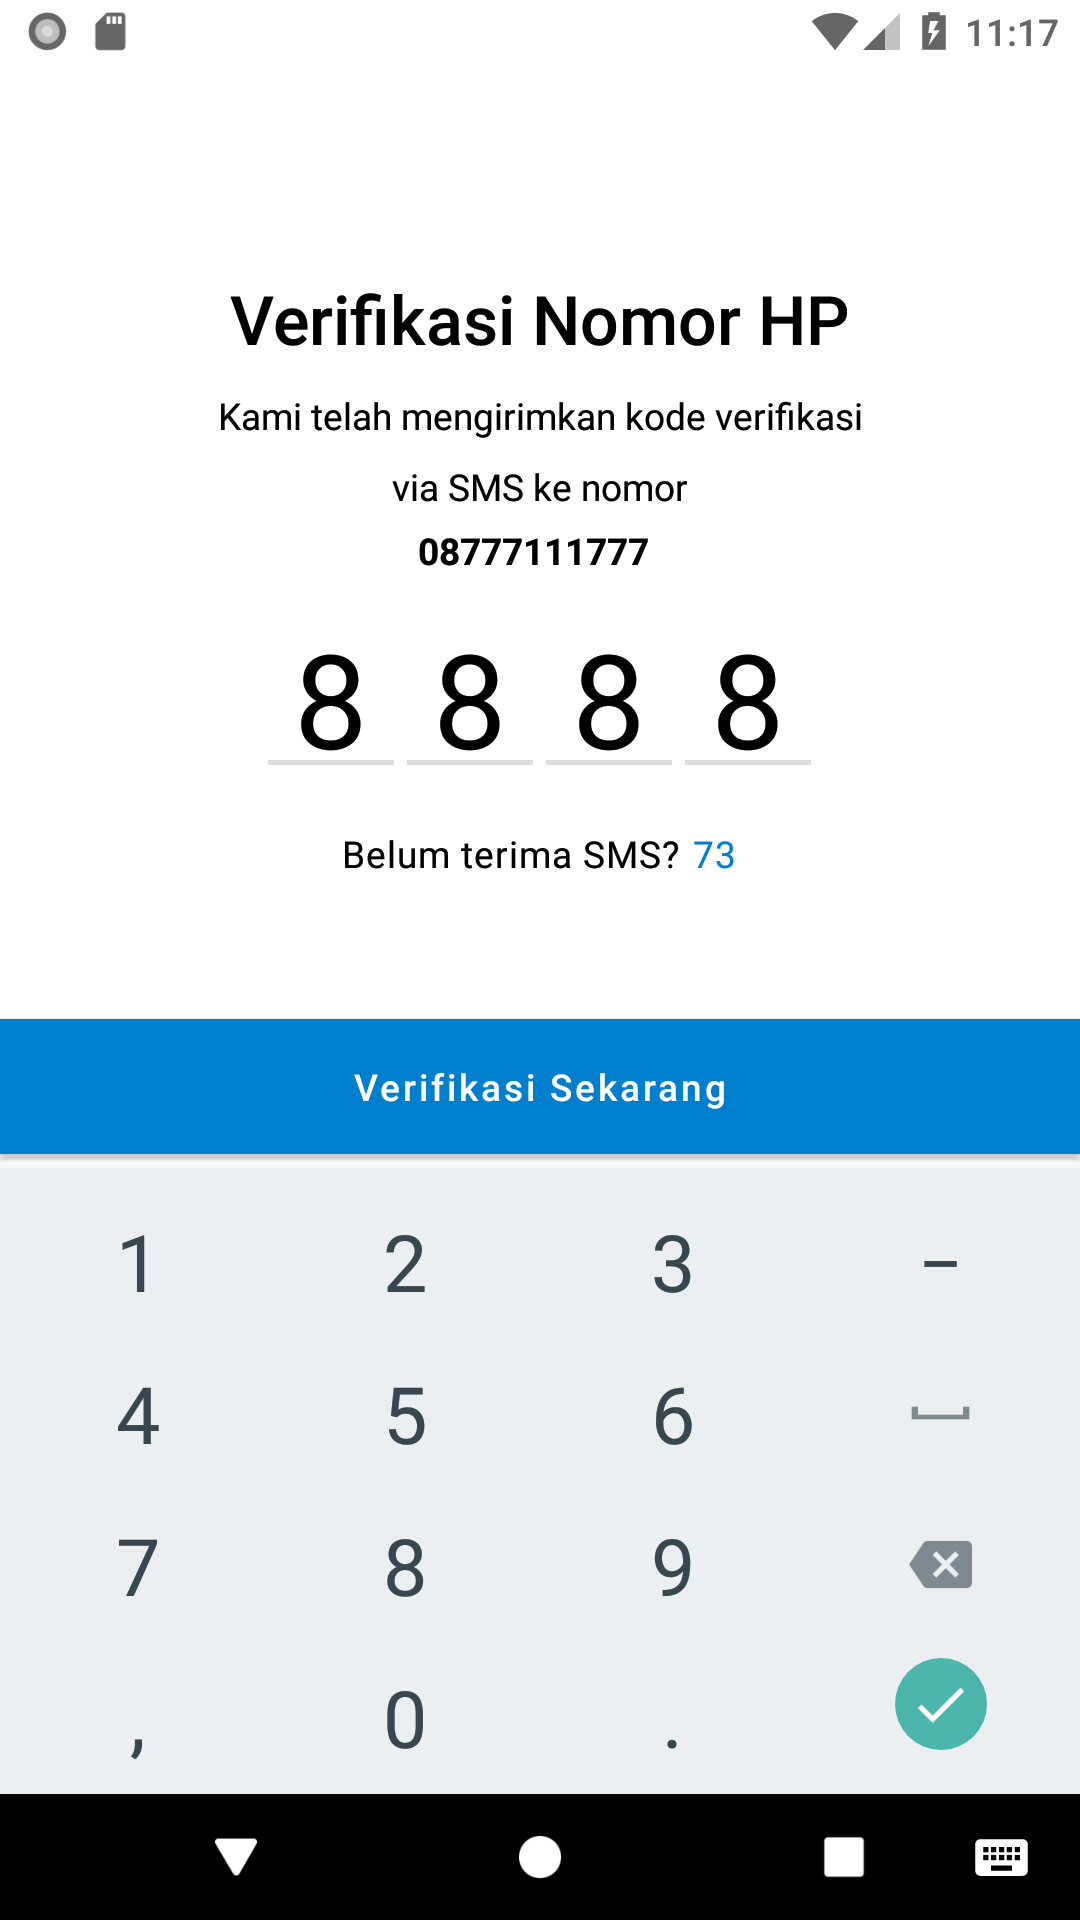 11:17
Verifikasi Nomor HP
Kami telah mengirimkan kode verifikasi
via SMS ke nomor
08777111777
8 8 8 8
Belum terima SMS? 73
Verifikasi Sekarang
1 2 3 –
4 5 6
7 8 9
, 0 .